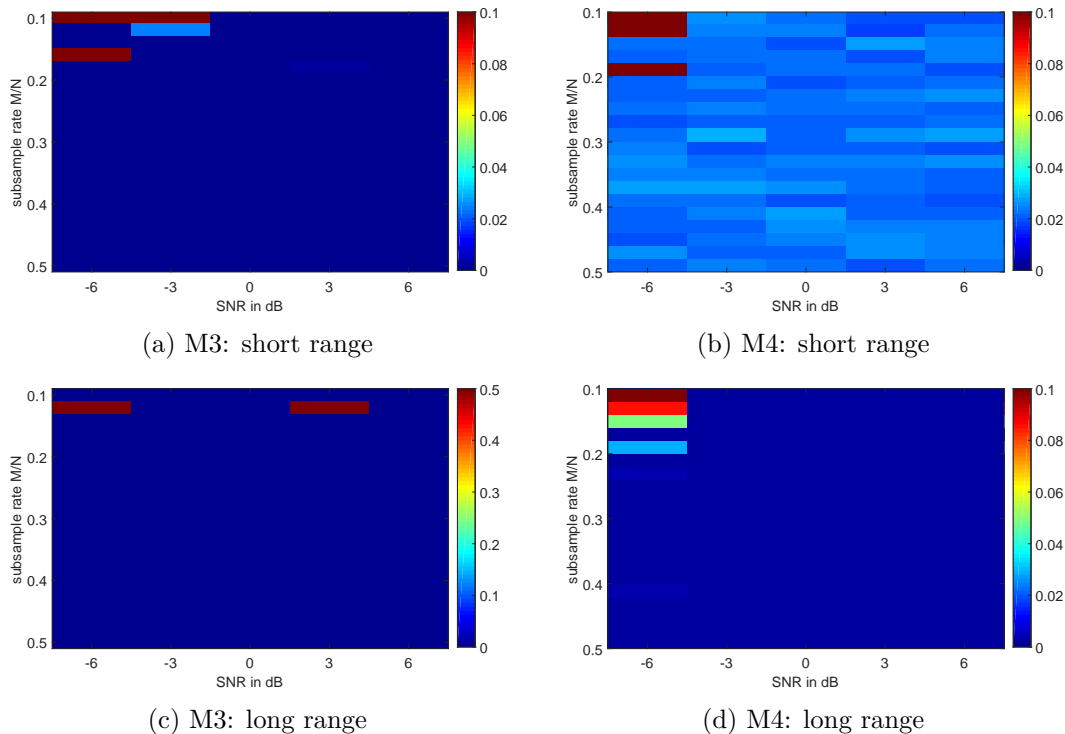 subsample rate M/N
0.1
0.2
0.3
0.4
0.5
-6 -3 0 3 6
SNR in dB
0.1
0.08
0.06
0.04
0.02
0
(a) M3: short range
subsample rate M/N
0.1
0.2
0.3
0.4
0.5
-6 -3 0 3 6
SNR in dB
0.1
0.08
0.06
0.04
0.02
0
(b) M4: short range
subsample rate M/N
0.1
0.2
0.3
0.4
0.5
-6 -3 0 3 6
SNR in dB
0.5
0.4
0.3
0.2
0.1
0
(c) M3: long range
subsample rate M/N
0.1
0.2
0.3
0.4
0.5
-6 -3 0 3 6
SNR in dB
0.1
0.08
0.06
0.04
0.02
0
(d) M4: long range